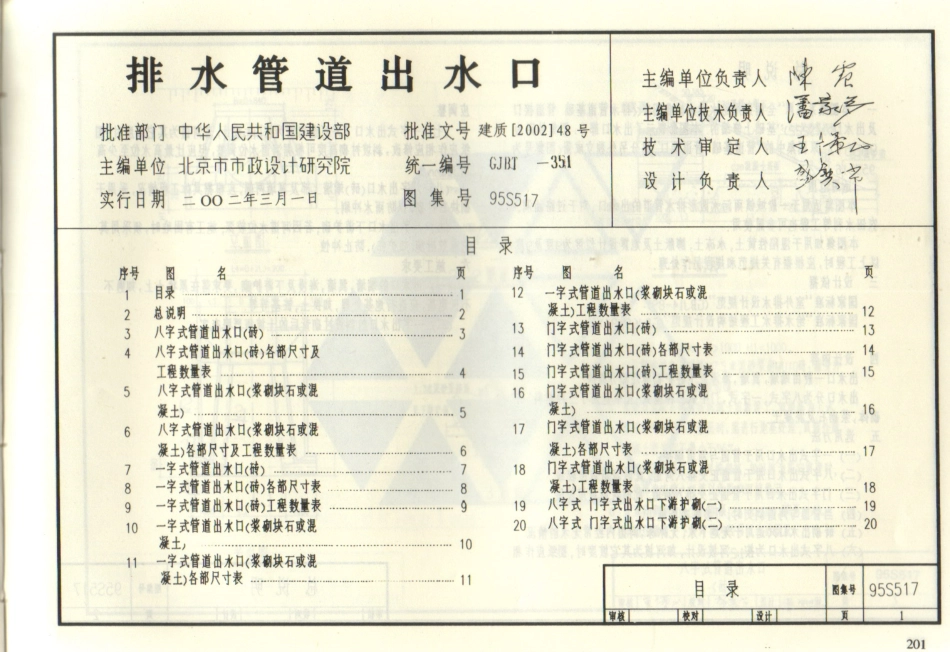 排水管道出水口
批准部门 中华人民共和国建设部 批准文号 建质[2002]48号
主编单位 北京市市政设计研究院 统一编号 GJBT —351
实行日期 二OO二年三月一日 图集号 95S517
主编单位负责人
主编单位技术负责人
技术审定人
设计负责人
目录
序号 图名 页
1 目录 1
2 总说明 2
3 八字式管道出水口(砖) 3
4 八字式管道出水口(砖)各部尺寸及
工程数量表 4
5 八字式管道出水口(浆砌块石或混
凝土) 5
6 八字式管道出水口(浆砌块石或混
凝土)各部尺寸及工程数量表 6
7 一字式管道出水口(砖) 7
8 一字式管道出水口(砖)各部尺寸表 8
9 一字式管道出水口(砖)工程数量表 9
10 一字式管道出水口(浆砌块石或混
凝土) 10
11 一字式管道出水口(浆砌块石或混
凝土)各部尺寸表 11
序号 图名 页
12 一字式管道出水口(浆砌块石或混
凝土)工程数量表 12
13 门字式管道出水口(砖) 13
14 门字式管道出水口(砖)各部尺寸表 14
15 门字式管道出水口(砖)工程数量表 15
16 门字式管道出水口(浆砌块石或混
凝土) 16
17 门字式管道出水口(浆砌块石或混
凝土)各部尺寸表 17
18 门字式管道出水口(浆砌块石或混
凝土)工程数量表 18
19 八字式 门字式出水口下游护砌(一) 19
20 八字式 门字式出水口下游护砌(二) 20
目录 图集号 95S517
审核 校对 设计 页 1
201